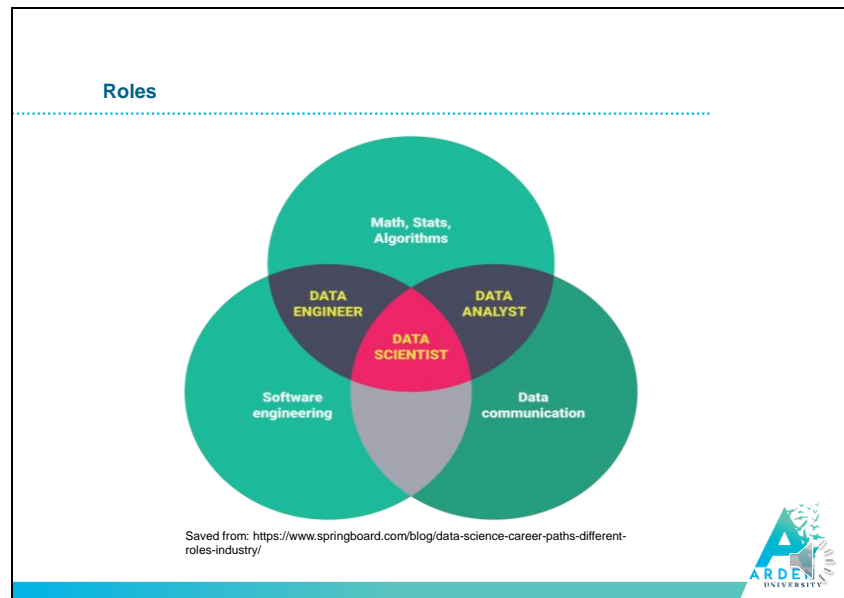 Roles
Math, Stats,
Algorithms
DATA
ENGINEER
DATA
ANALYST
DATA
SCIENTIST
Software
engineering
Data
communication
Saved from: https://www.springboard.com/blog/data-science-career-paths-different-
roles-industry/
ARDEN
UNIVERSITY